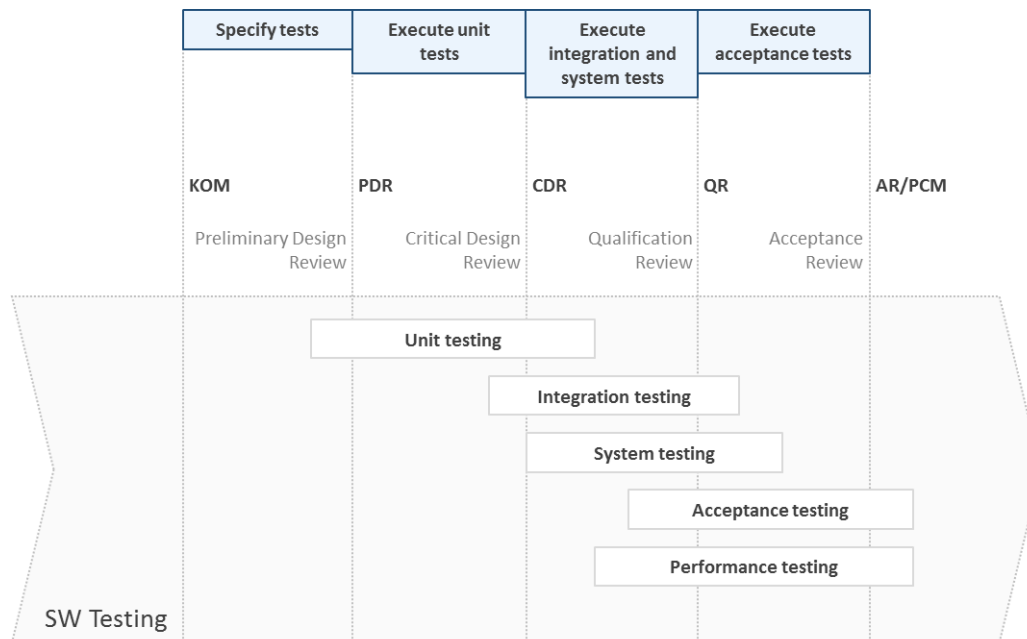 Specify tests
Execute unit
tests
Execute
integration and
system tests
Execute
acceptance tests
KOM
PDR
CDR
QR
AR/PCM
Preliminary Design
Review
Critical Design
Review
Qualification
Review
Acceptance
Review
Unit testing
Integration testing
System testing
Acceptance testing
Performance testing
SW Testing